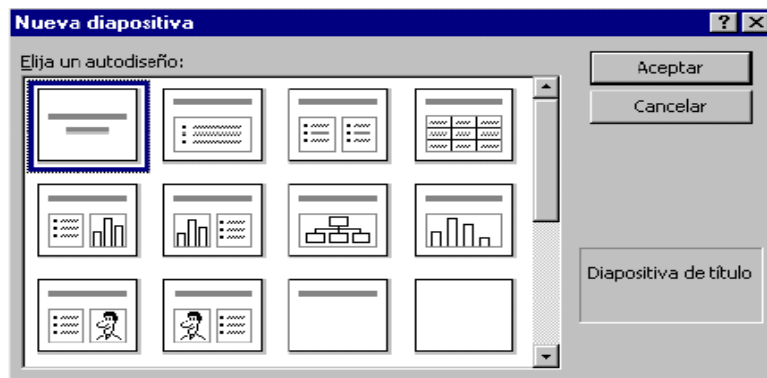 Nueva diapositiva
Elija un autodiseño:
Aceptar
Cancelar
Diapositiva de título